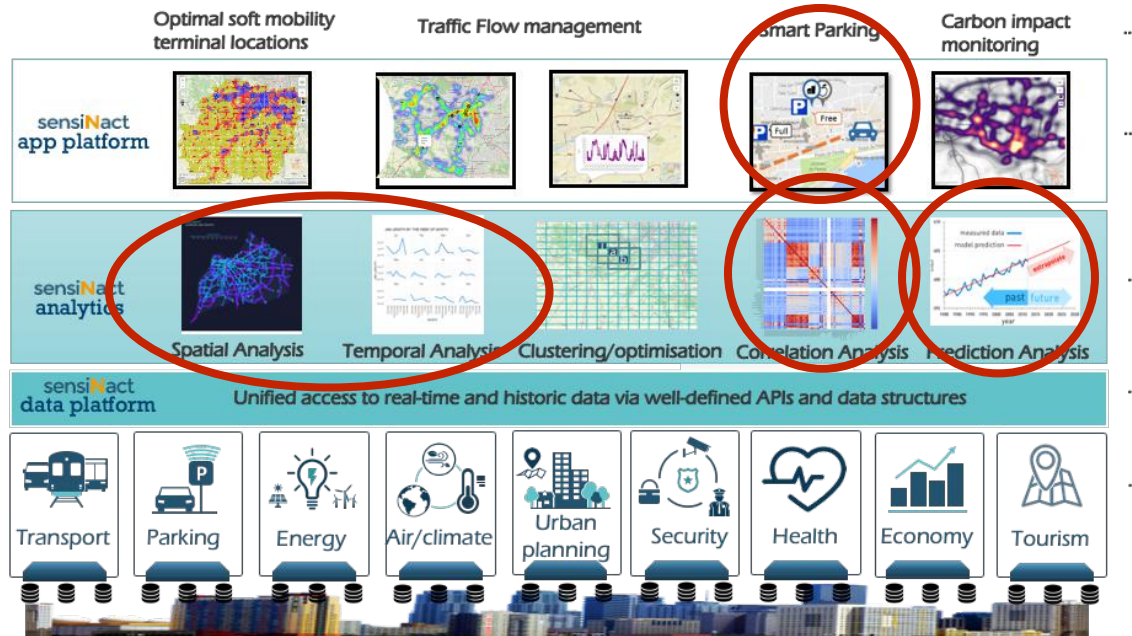 Optimal soft mobility
terminal locations
Traffic Flow management
Smart Parking
Carbon impact
monitoring
..
sensiNact
app platform
P
Free
P
Full
..
sensiNact
analytics
a
b
measured data
model prediction
extrapolate
past future
year
.
Spatial Analysis
Temporal Analysis
Clustering/optimisation
Correlation Analysis
Prediction Analysis
sensiNact
data platform
Unified access to real-time and historic data via well-defined APIs and data structures
.
P
.
Transport
Parking
Energy
Air/climate
Urban
planning
Security
Health
Economy
Tourism